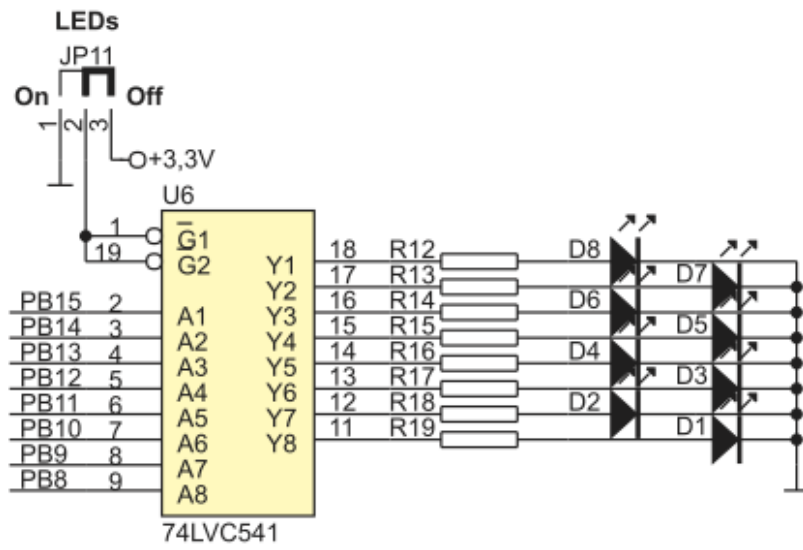 LEDs
JP11
On Off
1 2 3
+3,3V
U6
1 G1
19 G2
18 Y1 R12 D8
17 Y2 R13 D7
16 Y3 R14 D6
15 Y4 R15 D5
14 Y5 R16 D4
13 Y6 R17 D3
12 Y7 R18 D2
11 Y8 R19 D1
PB15 2 A1
PB14 3 A2
PB13 4 A3
PB12 5 A4
PB11 6 A5
PB10 7 A6
PB9 8 A7
PB8 9 A8
74LVC541